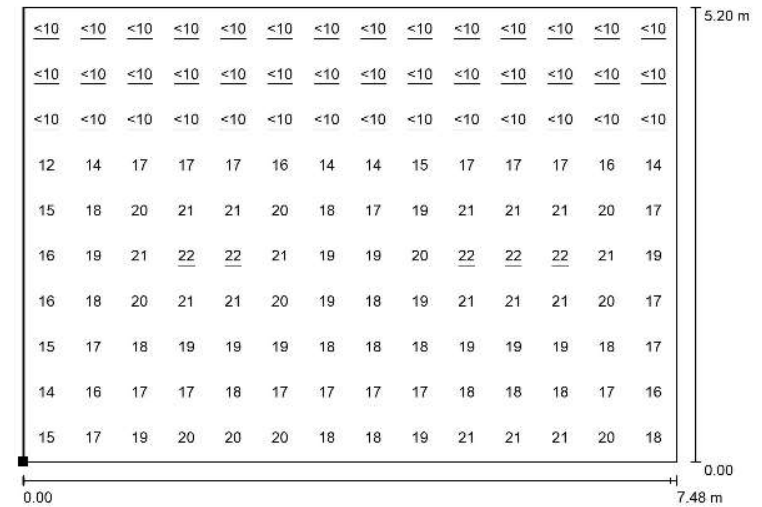 <10 <10 <10 <10 <10 <10 <10 <10 <10 <10 <10 <10 <10 <10
5.20 m
<10 <10 <10 <10 <10 <10 <10 <10 <10 <10 <10 <10 <10 <10
<10 <10 <10 <10 <10 <10 <10 <10 <10 <10 <10 <10 <10 <10
12 14 17 17 17 16 14 14 15 17 17 17 16 14
15 18 20 21 21 20 18 17 19 21 21 21 20 17
16 19 21 22 22 21 19 19 20 22 22 22 21 19
16 18 20 21 21 20 19 18 19 21 21 21 20 17
15 17 18 19 19 19 18 18 18 19 19 19 18 17
14 16 17 17 18 17 17 17 17 18 18 18 17 16
15 17 19 20 20 20 18 18 19 21 21 21 20 18
0.00
0.00 7.48 m